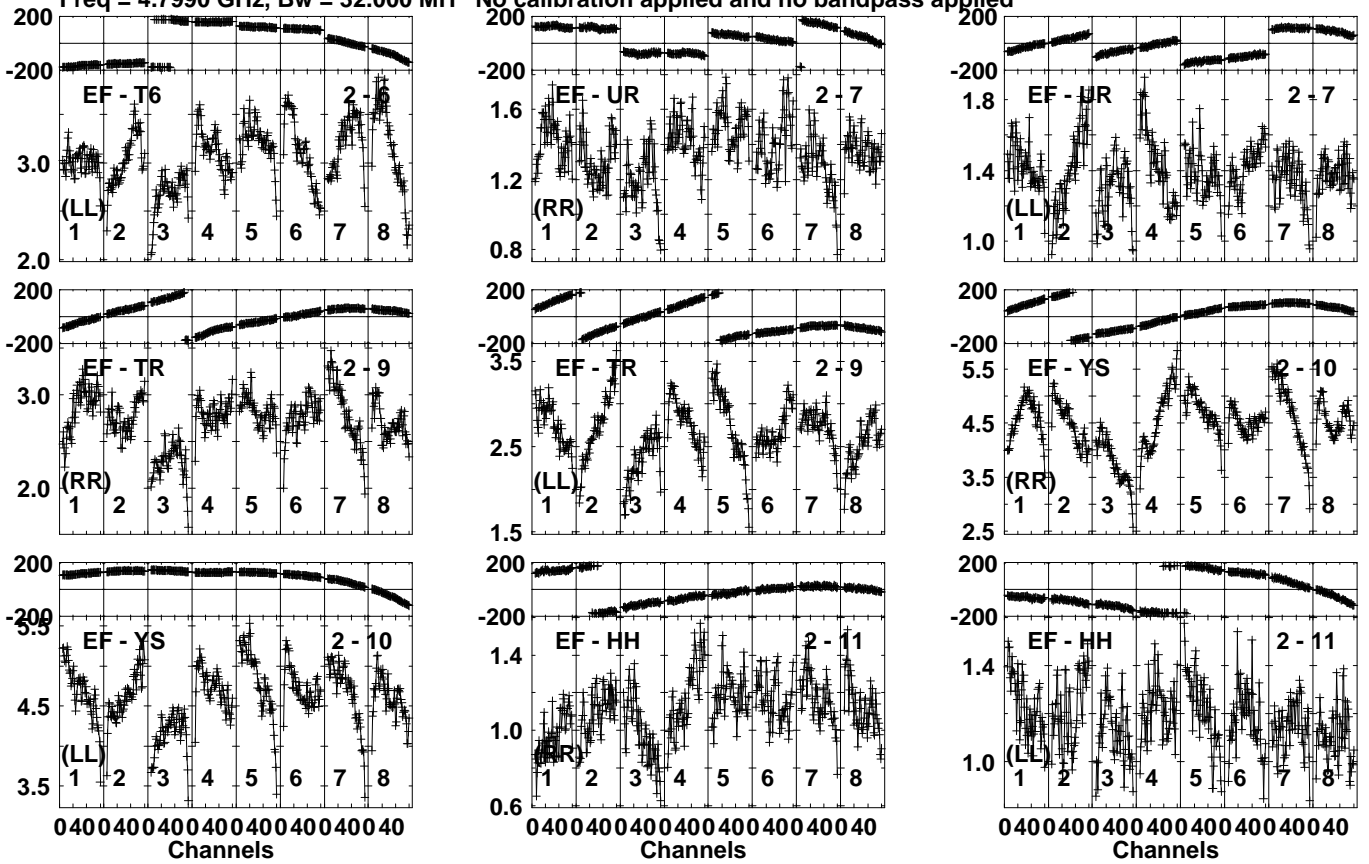 Freq = 4.7990 GHz, Bw = 32.000 MH No calibration applied and no bandpass applied
200 200 200
-200 -200
EF - T6 2 - 6 EF - UR 2 - 7 EF - UR 2 - 7
1.6 1.8
3.0 1.2 1.4
(LL) (RR) (LL)
1 2 3 4 5 6 7 8 1 2 3 4 5 6 7 8 1 2 3 4 5 6 7 8
2.0 0.8 1.0
200 200 200
-200 -200 -200
EF - TR 2 - 9 EF - TR 2 - 9 EF - YS 2 - 10
3.5 5.5
3.0 2.5 4.5
2.0 3.5
(RR) (LL) (RR)
1 2 3 4 5 6 7 8 1 2 3 4 5 6 7 8 1 2 3 4 5 6 7 8
1.5 2.5
200 200 200
-200 -200 -200
5.5
EF - YS 2 - 10 EF - HH 2 - 11 EF - HH 2 - 11
1.4 1.4
4.5 1.0 1.0
(LL) (RR) (LL)
1 2 3 4 5 6 7 8 1 2 3 4 5 6 7 8 1 2 3 4 5 6 7 8
3.5 0.6
0 40 0 40 0 40 0 40 0 40 0 40 0 40 0 40 0 40 0 40 0 40 0 40 0 40 0 40 0 40 0 40 0 40 0 40 0 40 0 40 0 40 0 40 0 40 0 40
Channels Channels Channels